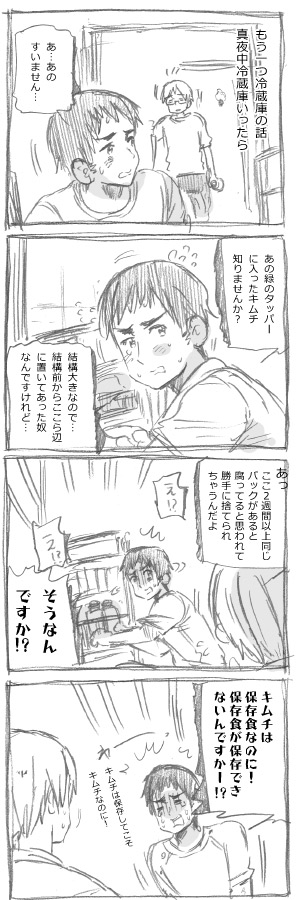 もう一つ冷蔵庫の話
真夜中冷蔵庫いったら
あ…あの
すいません…
あの緑のタッパー
に入ったキムチ
知りませんか?
結構大きなので…
結構前からここら辺
に置いてあった奴
なんですけれど…
あっ
ここ2週間以上同じ
パックがあると
腐ってると思われて
勝手に捨てられ
ちゃうんだよ
え!?
え!?
そうなん
ですか!?
キムチは
保存食なのに!
保存食が保存でき
ないんですかー!?
キムチは保存してこそ
キムチなのに!